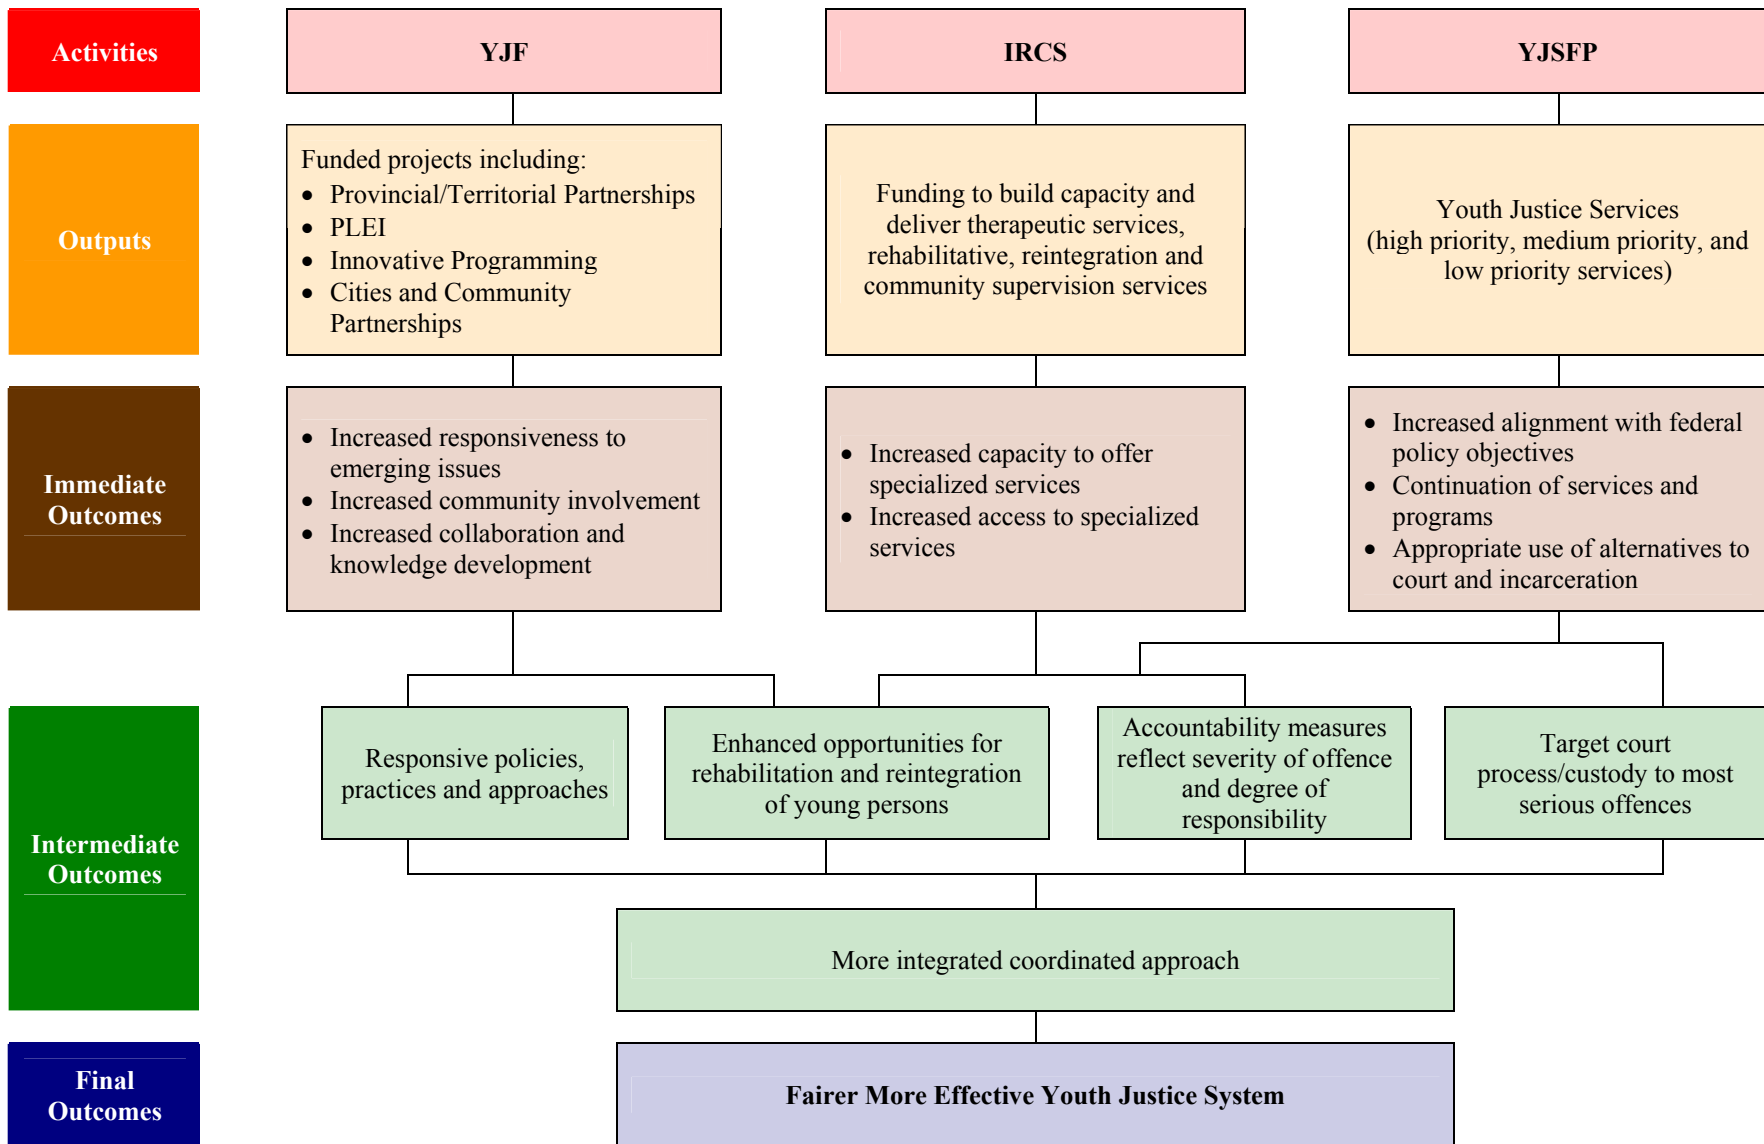 Activities
YJF
IRCS
YJSFP
Outputs
Funded projects including:
• Provincial/Territorial Partnerships
• PLEI
• Innovative Programming
• Cities and Community
Partnerships
Funding to build capacity and
deliver therapeutic services,
rehabilitative, reintegration and
community supervision services
Youth Justice Services
(high priority, medium priority, and
low priority services)
Immediate
Outcomes
• Increased responsiveness to
emerging issues
• Increased community involvement
• Increased collaboration and
knowledge development
• Increased capacity to offer
specialized services
• Increased access to specialized
services
• Increased alignment with federal
policy objectives
• Continuation of services and
programs
• Appropriate use of alternatives to
court and incarceration
Intermediate
Outcomes
Responsive policies,
practices and approaches
Enhanced opportunities for
rehabilitation and reintegration
of young persons
Accountability measures
reflect severity of offence
and degree of
responsibility
Target court
process/custody to most
serious offences
More integrated coordinated approach
Final
Outcomes
Fairer More Effective Youth Justice System